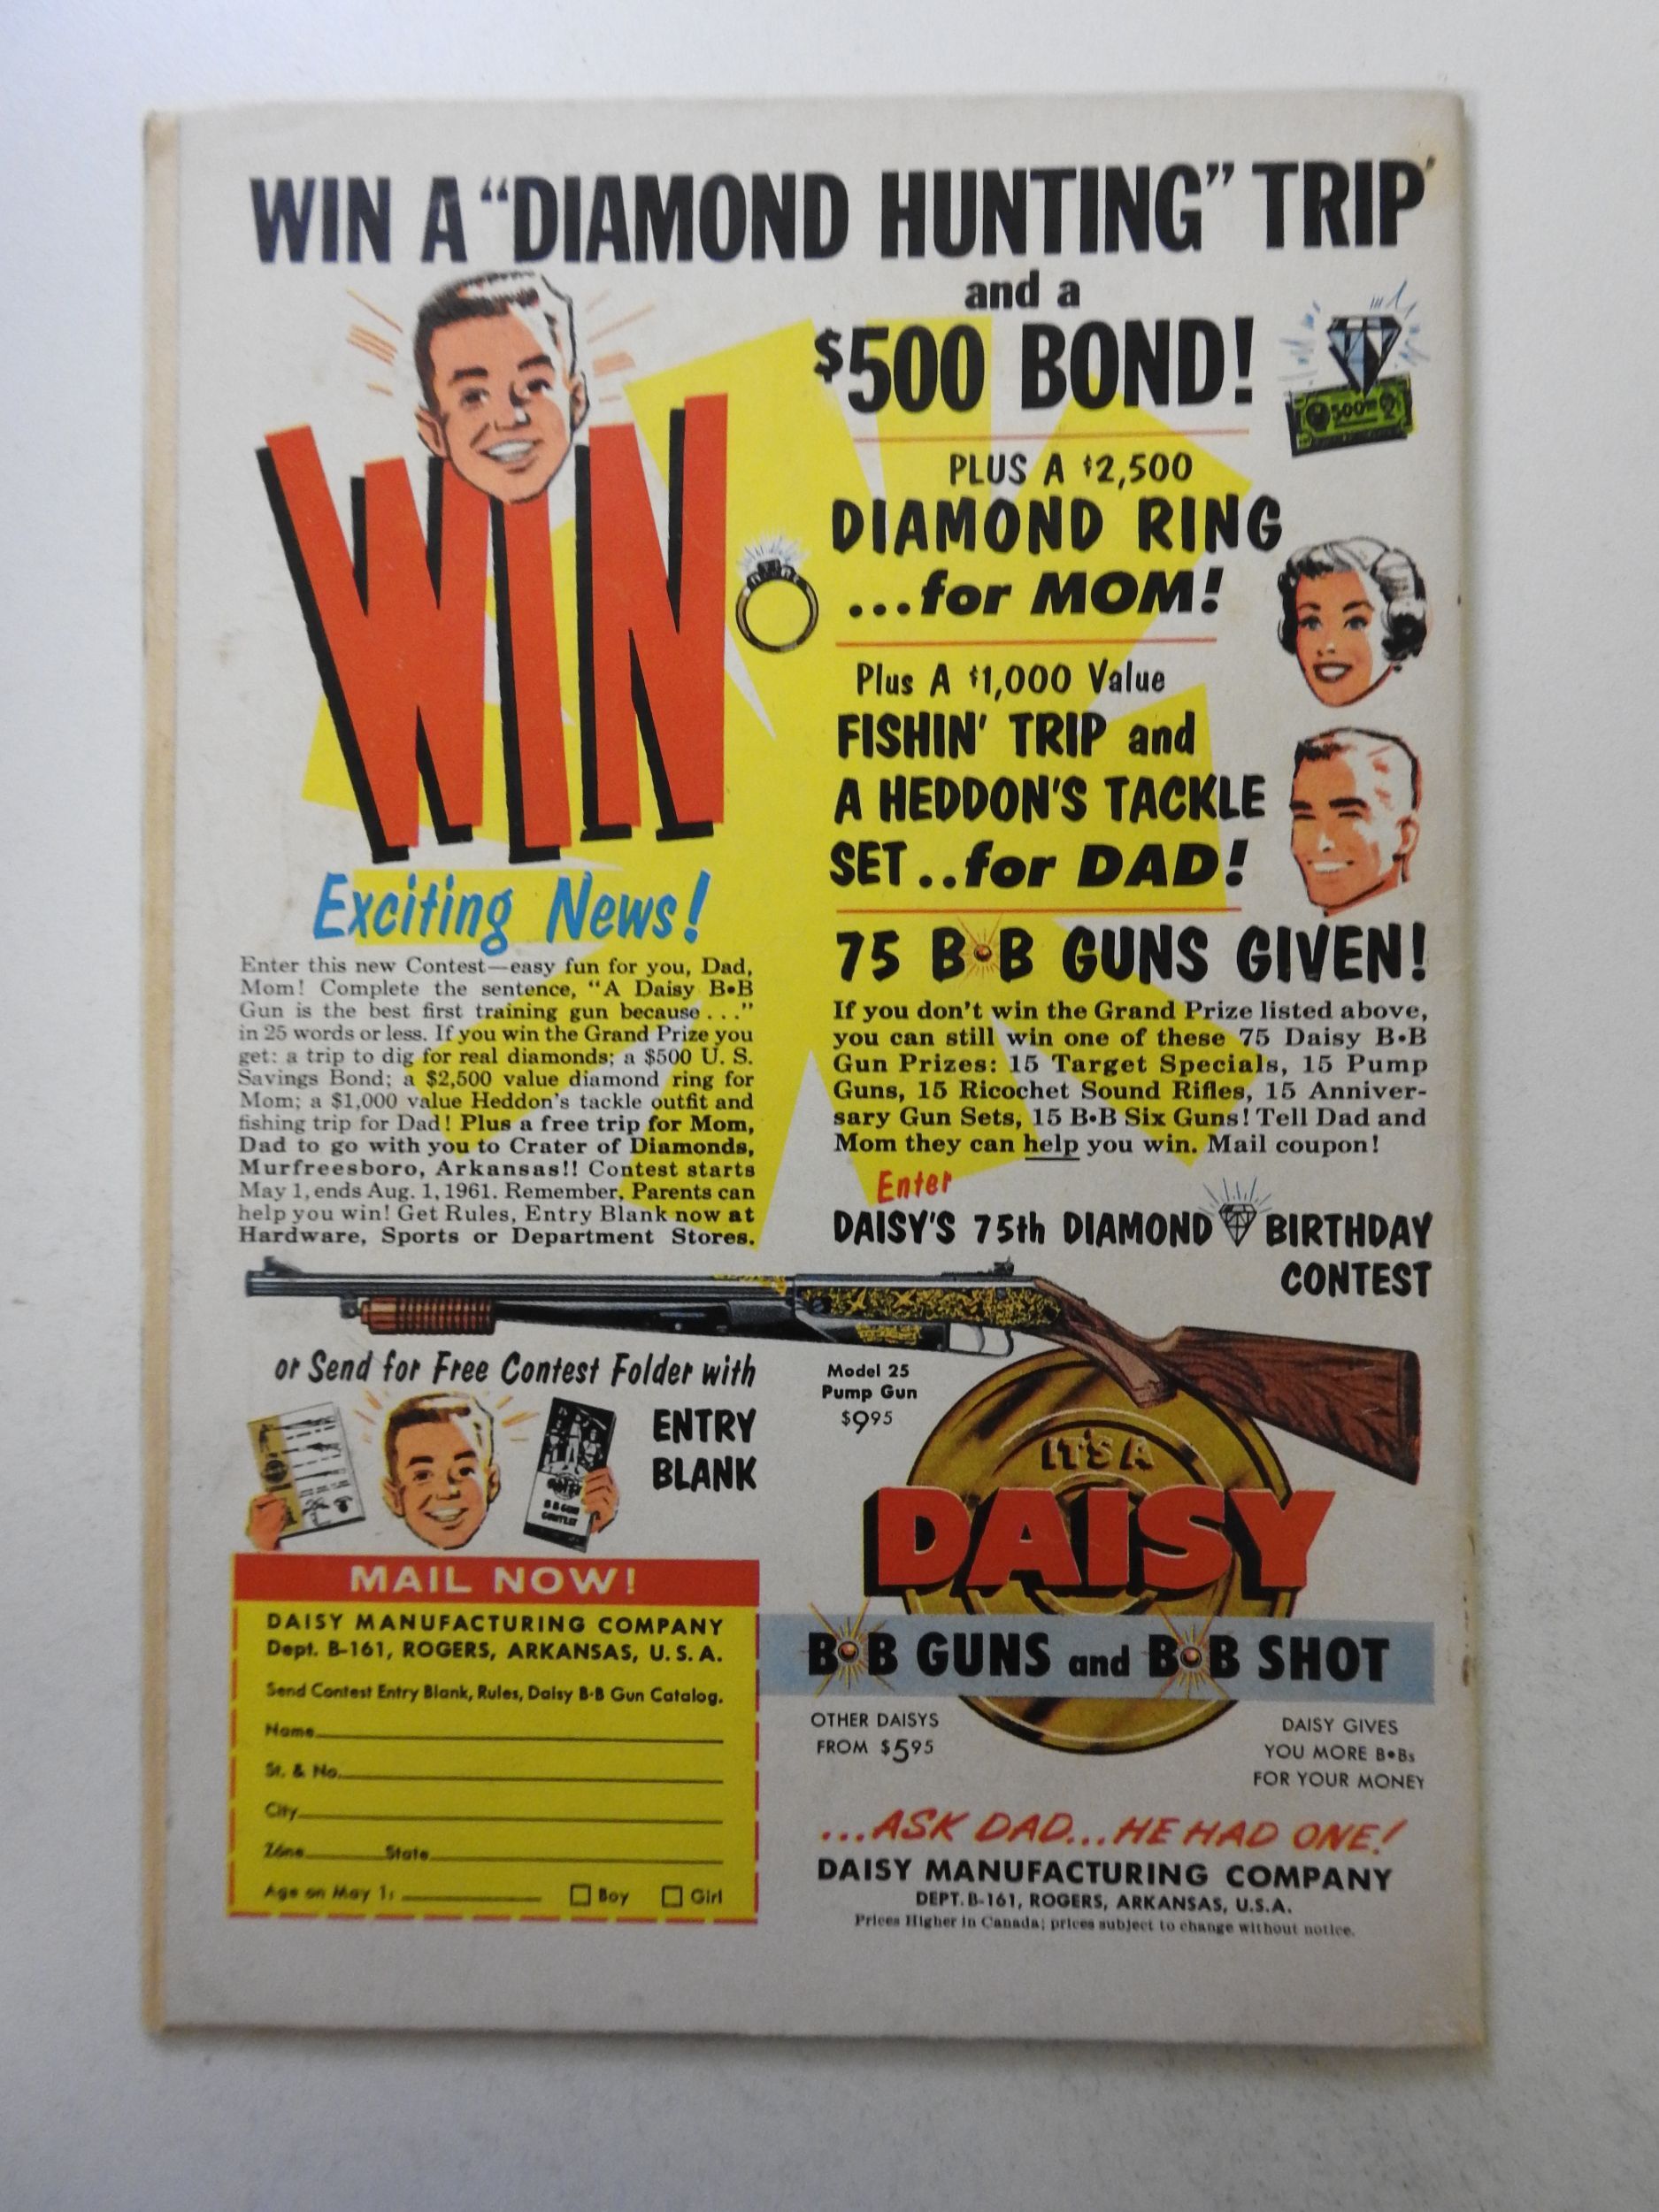 WIN A “DIAMOND HUNTING” TRIP
and a
$500 BOND!
500
PLUS A $2,500
DIAMOND RING
...for MOM!
Plus A $1,000 Value
FISHIN' TRIP and
A HEDDON'S TACKLE
SET..for DAD!
WIN
Exciting News!
Enter this new Contest—easy fun for you, Dad,
Mom! Complete the sentence, “A Daisy B•B
Gun is the best first training gun because...”
in 25 words or less. If you win the Grand Prize you
get: a trip to dig for real diamonds; a $500 U. S.
Savings Bond; a $2,500 value diamond ring for
Mom; a $1,000 value Heddon's tackle outfit and
fishing trip for Dad! Plus a free trip for Mom,
Dad to go with you to Crater of Diamonds,
Murfreesboro, Arkansas!! Contest starts
May 1, ends Aug. 1, 1961. Remember, Parents can
help you win! Get Rules, Entry Blank now at
Hardware, Sports or Department Stores.
75 B•B GUNS GIVEN!
If you don't win the Grand Prize listed above,
you can still win one of these 75 Daisy B•B
Gun Prizes: 15 Target Specials, 15 Pump
Guns, 15 Ricochet Sound Rifles, 15 Anniver-
sary Gun Sets, 15 B•B Six Guns! Tell Dad and
Mom they can help you win. Mail coupon!
Enter
DAISY'S 75th DIAMOND BIRTHDAY
CONTEST
or Send for Free Contest Folder with
ENTRY
BLANK
DAISY
B•B GUN
CONTEST
Model 25
Pump Gun
$9.95
IT'S A
DAISY
B•B GUNS and B•B SHOT
OTHER DAISYS
FROM $5.95
DAISY GIVES
YOU MORE B•Bs
FOR YOUR MONEY
...ASK DAD...HE HAD ONE!
DAISY MANUFACTURING COMPANY
DEPT. B-161, ROGERS, ARKANSAS, U.S.A.
Prices Higher in Canada; prices subject to change without notice.
MAIL NOW!
DAISY MANUFACTURING COMPANY
Dept. B-161, ROGERS, ARKANSAS, U. S. A.
Send Contest Entry Blank, Rules, Daisy B•B Gun Catalog.
Name
St. & No.
City
Zone State
Age on May 1: Boy Girl